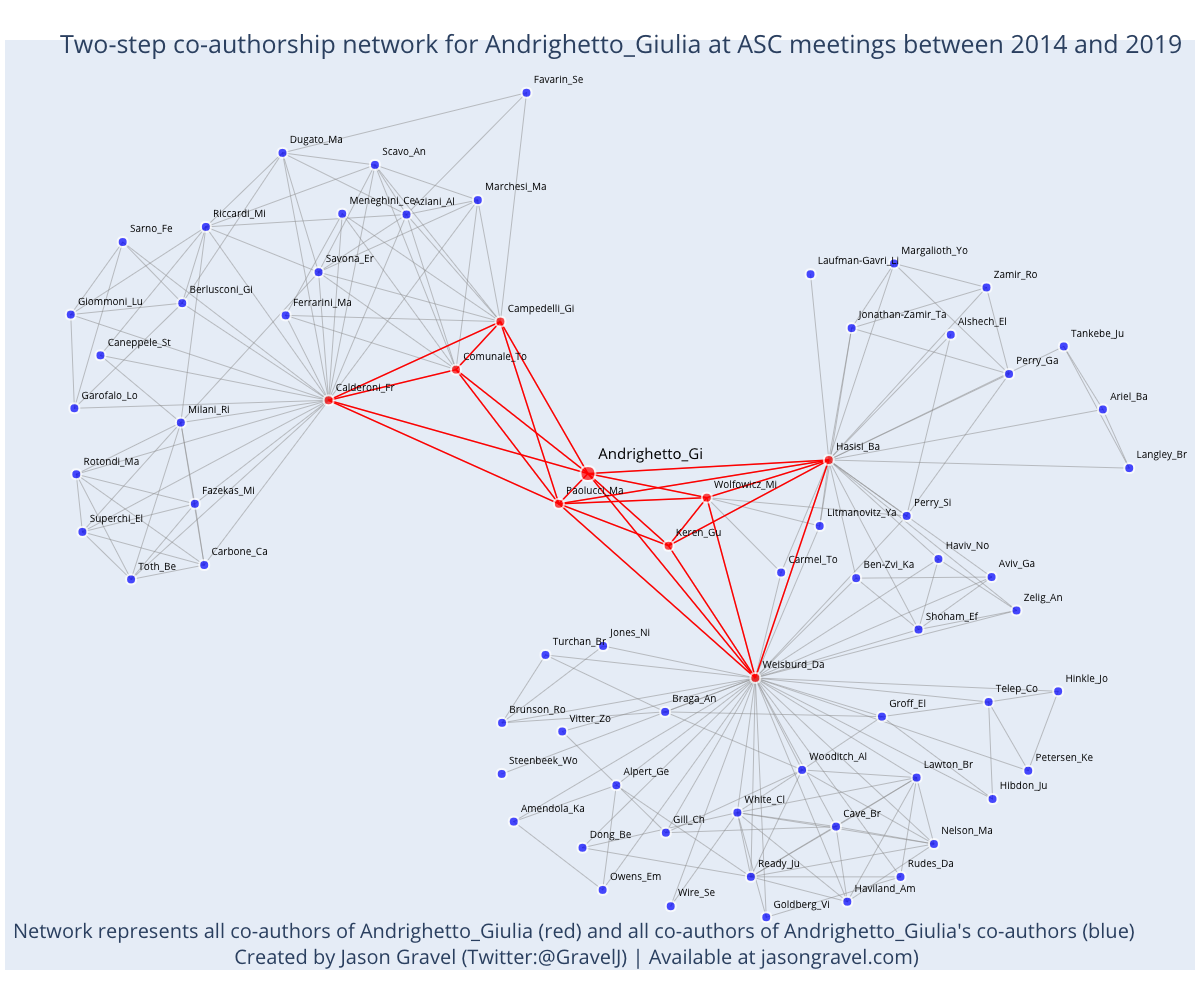 Two-step co-authorship network for Andrighetto_Giulia at ASC meetings between 2014 and 2019
Favarin_Se
Dugato_Ma
Scavo_An
Marchesi_Ma
Meneghini_Ce
Aziani_Al
Riccardi_Mi
Sarno_Fe
Savona_Er
Berlusconi_Gi
Giommoni_Lu
Ferrarini_Ma
Campedelli_Gi
Caneppele_St
Comunale_To
Calderoni_Fr
Garofalo_Lo
Milani_Ri
Rotondi_Ma
Fazekas_Mi
Superchi_El
Carbone_Ca
Toth_Be
Margalioth_Yo
Laufman-Gavri_Li
Zamir_Ro
Jonathan-Zamir_Ta
Alshech_El
Tankebe_Ju
Perry_Ga
Ariel_Ba
Langley_Br
Hasisi_Ba
Andrighetto_Gi
Paolucci_Ma
Wolfowicz_Mi
Perry_Si
Litmanovitz_Ya
Keren_Gu
Haviv_No
Carmel_To
Ben-Zvi_Ka
Aviv_Ga
Zelig_An
Shoham_Ef
Jones_Ni
Turchan_Br
Weisburd_Da
Hinkle_Jo
Telep_Co
Braga_An
Groff_El
Brunson_Ro
Vitter_Zo
Steenbeek_Wo
Wooditch_Al
Petersen_Ke
Lawton_Br
Alpert_Ge
Hibdon_Ju
White_Cl
Amendola_Ka
Gill_Ch
Cave_Br
Dong_Be
Nelson_Ma
Ready_Ju
Rudes_Da
Owens_Em
Wire_Se
Haviland_Am
Goldberg_Vi
Network represents all co-authors of Andrighetto_Giulia (red) and all co-authors of Andrighetto_Giulia's co-authors (blue)
Created by Jason Gravel (Twitter:@GravelJ) | Available at jasongravel.com)